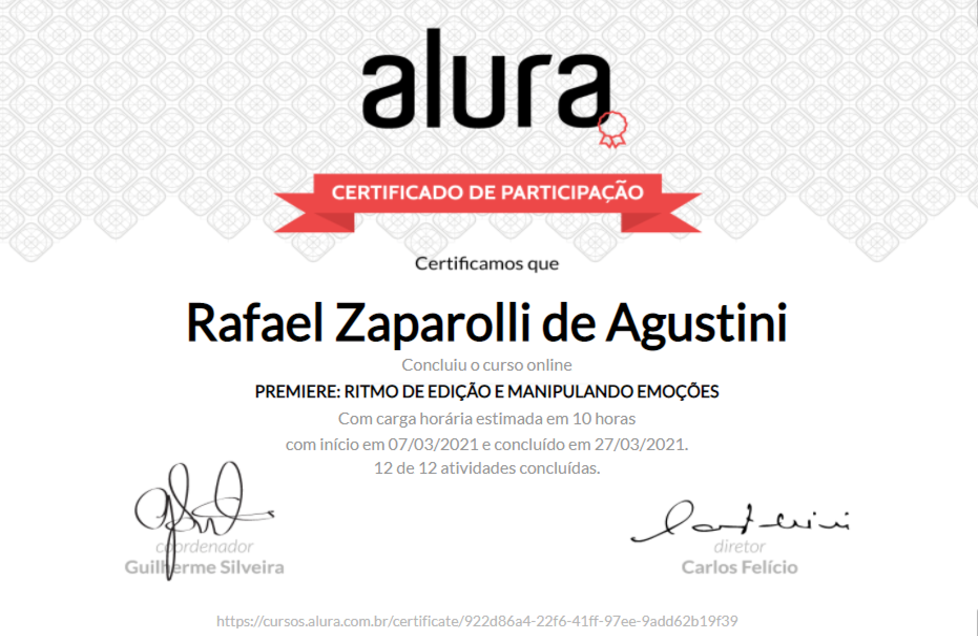 alura
CERTIFICADO DE PARTICIPAÇÃO
Certificamos que
Rafael Zaparolli de Agustini
Concluiu o curso online
PREMIERE: RITMO DE EDIÇÃO E MANIPULANDO EMOÇÕES
Com carga horária estimada em 10 horas
com início em 07/03/2021 e concluído em 27/03/2021.
12 de 12 atividades concluídas.
coordenador
Guilherme Silveira
diretor
Carlos Felício
https://cursos.alura.com.br/certificate/922d86a4-22f6-41ff-97ee-9add62b19f39